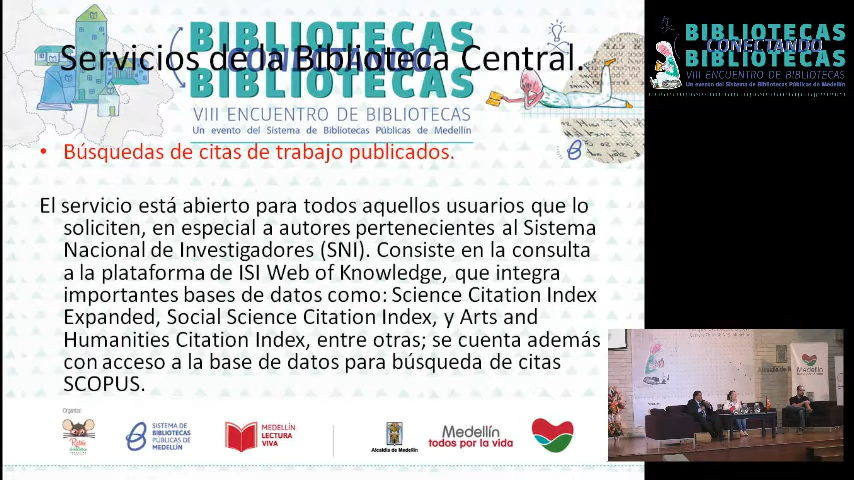 BIBLIOTECAS
CONECTANDO
BIBLIOTECAS
VIII ENCUENTRO DE BIBLIOTECAS
Un evento del Sistema de Bibliotecas Públicas de Medellín
Servicios de la Biblioteca Central.
• Búsquedas de citas de trabajo publicados.
El servicio está abierto para todos aquellos usuarios que lo
soliciten, en especial a autores pertenecientes al Sistema
Nacional de Investigadores (SNI). Consiste en la consulta
a la plataforma de ISI Web of Knowledge, que integra
importantes bases de datos como: Science Citation Index
Expanded, Social Science Citation Index, y Arts and
Humanities Citation Index, entre otras; se cuenta además
con acceso a la base de datos para búsqueda de citas
SCOPUS.
Organiza:
SISTEMA DE
BIBLIOTECAS
PÚBLICAS DE
MEDELLÍN
MEDELLÍN
LECTURA
VIVA
Alcaldía de Medellín
Medellín
todos por la vida
BIBLIOTECAS
CONECTANDO
BIBLIOTECAS
VIII ENCUENTRO DE BIBLIOTECAS
Un evento del Sistema de Bibliotecas Públicas de Medellín
Medellín